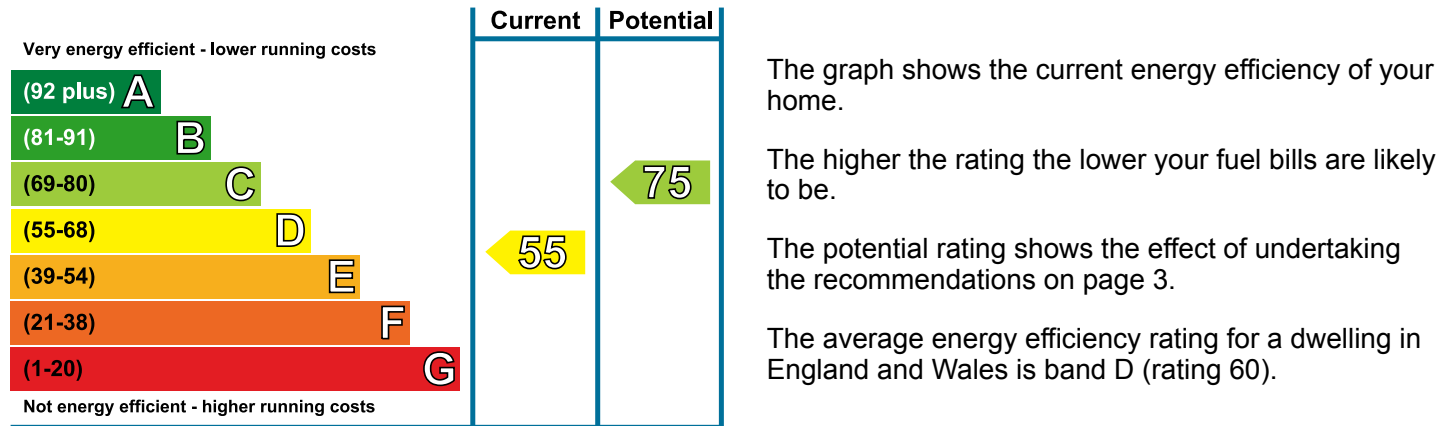 Current Potential
Very energy efficient - lower running costs
(92 plus) A
(81-91) B
(69-80) C
75
(55-68) D
55
(39-54) E
(21-38) F
(1-20) G
Not energy efficient - higher running costs
The graph shows the current energy efficiency of your
home.
The higher the rating the lower your fuel bills are likely
to be.
The potential rating shows the effect of undertaking
the recommendations on page 3.
The average energy efficiency rating for a dwelling in
England and Wales is band D (rating 60).